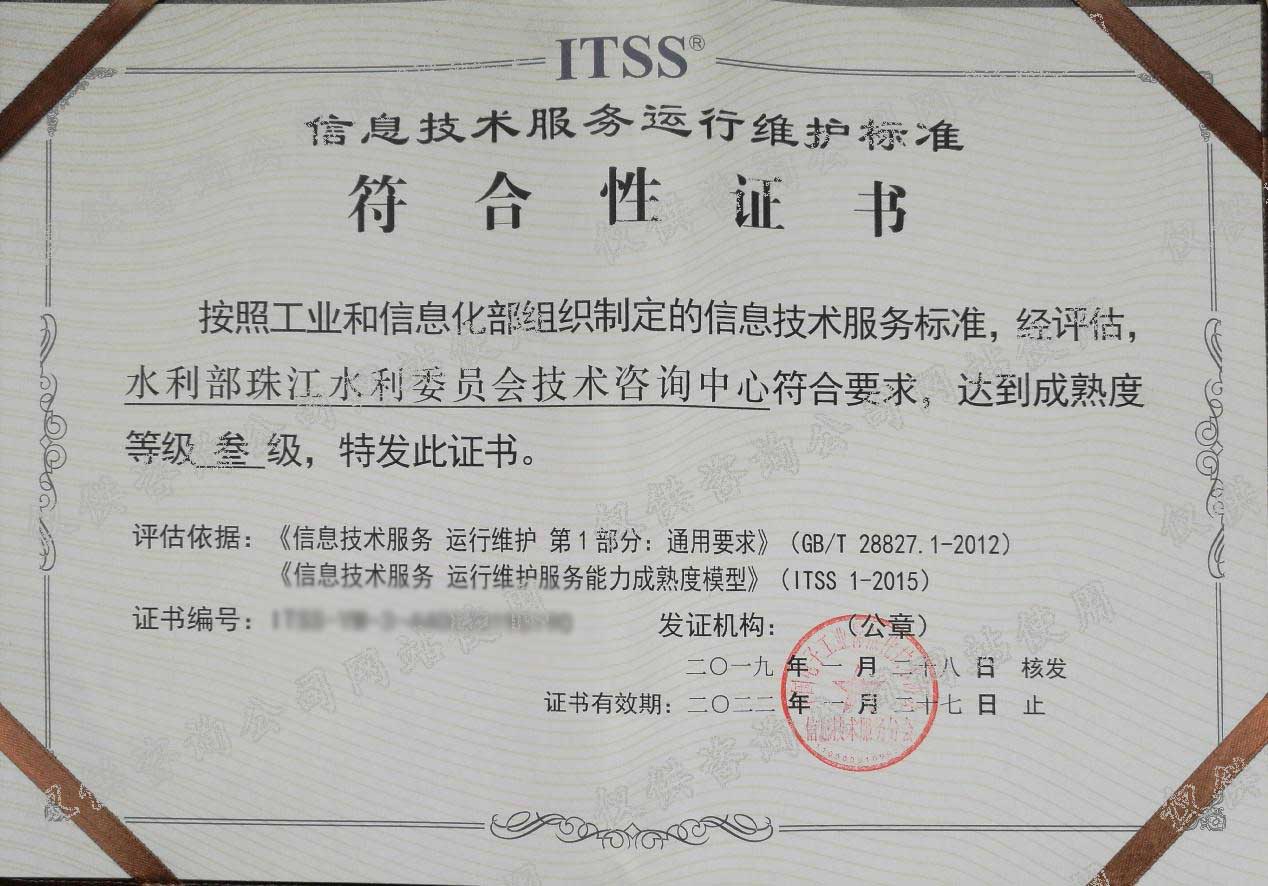 ITSS®
信息技术服务运行维护标准
符合性证书
按照工业和信息化部组织制定的信息技术服务标准，经评估，
水利部珠江水利委员会技术咨询中心符合要求，达到成熟度
等级 叁 级，特发此证书。
评估依据：《信息技术服务 运行维护 第1部分：通用要求》（GB/T 28827.1-2012）
《信息技术服务 运行维护服务能力成熟度模型》（ITSS 1-2015）
证书编号：
发证机构：（公章）
二〇一九年一月二十八日 核发
证书有效期：二〇二二年一月二十七日 止
信息技术服务分会